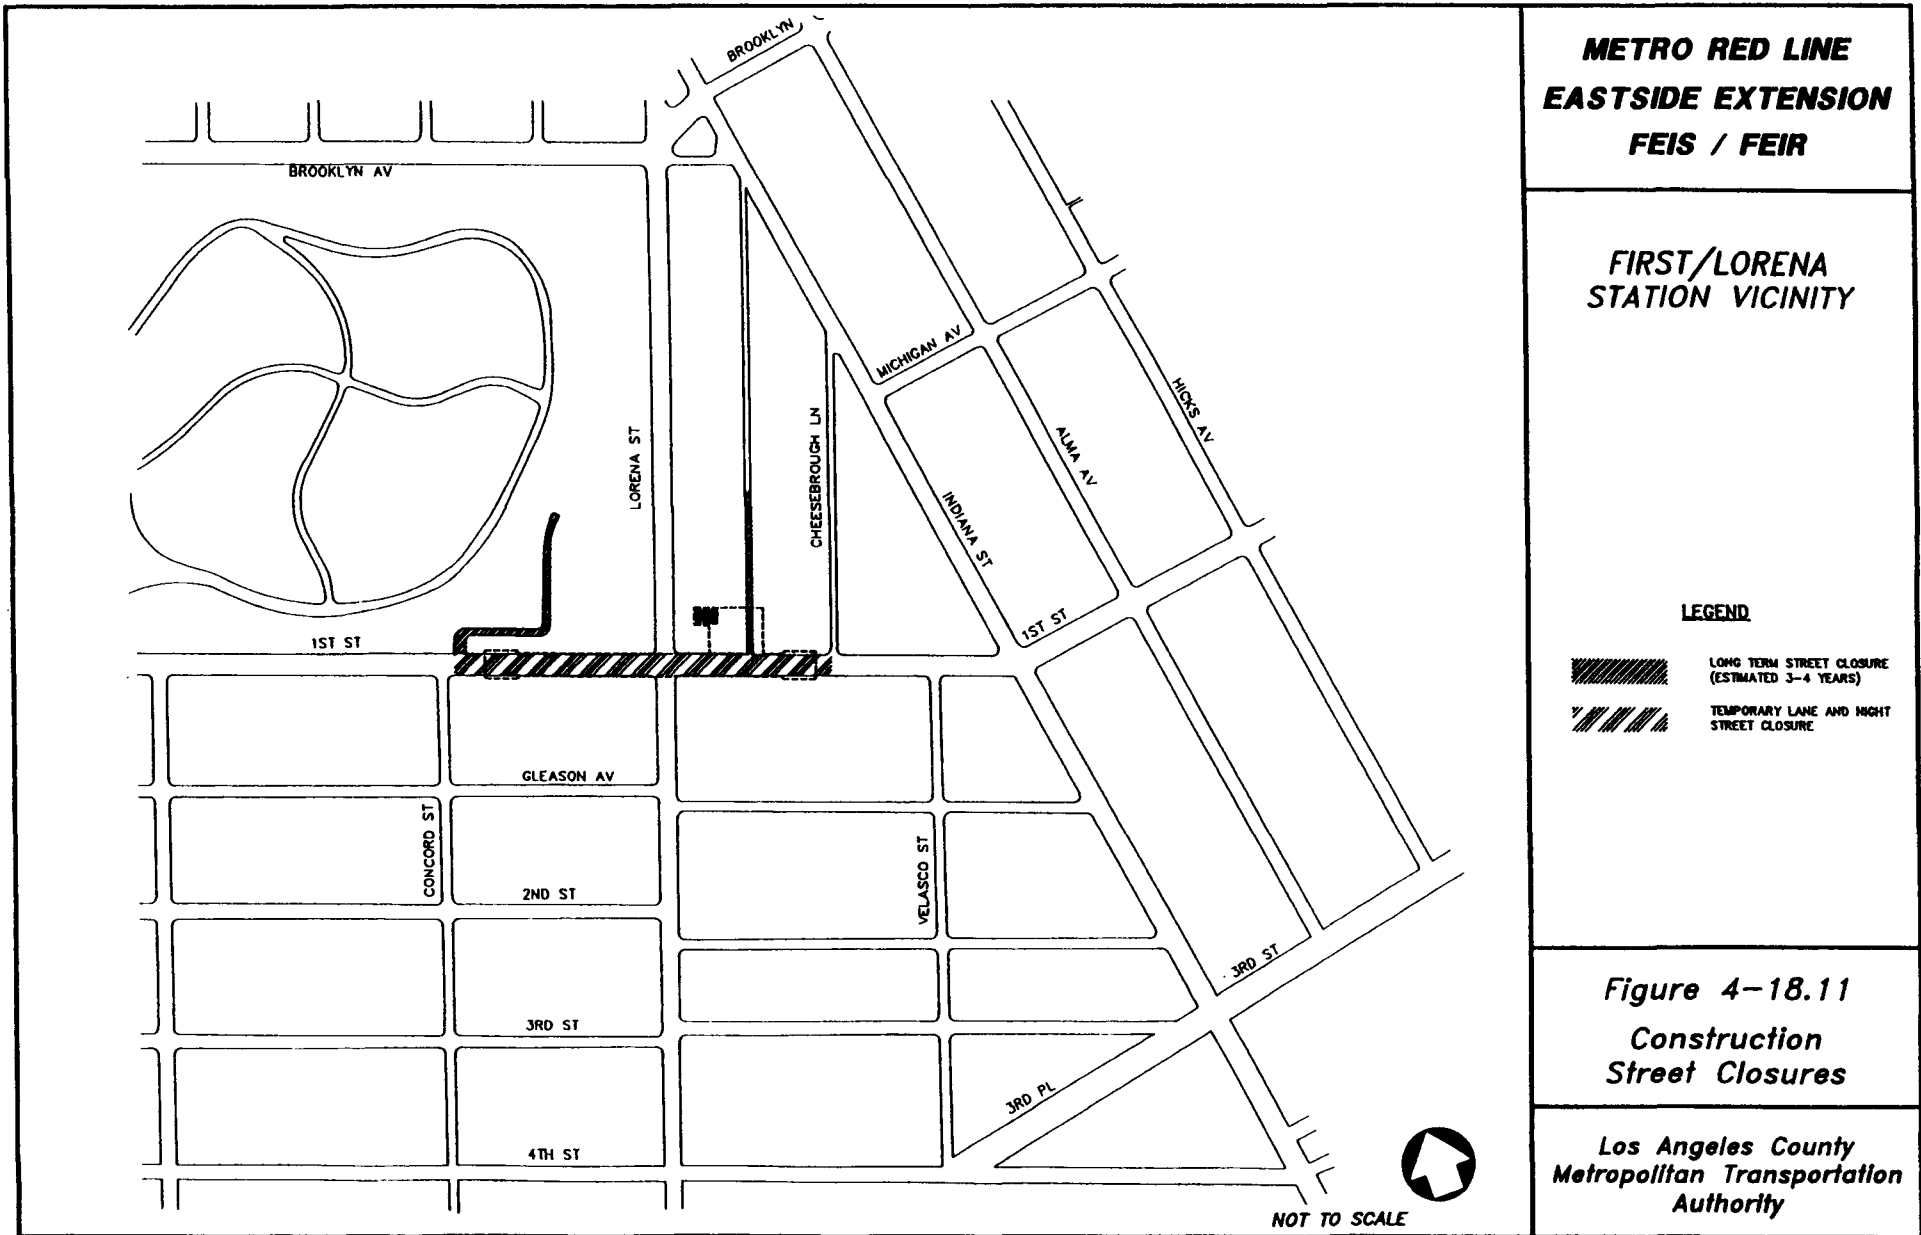 METRO RED LINE
EASTSIDE EXTENSION
FEIS / FEIR
FIRST/LORENA
STATION VICINITY
LEGEND
LONG TERM STREET CLOSURE
(ESTIMATED 3-4 YEARS)
TEMPORARY LANE AND NIGHT
STREET CLOSURE
Figure 4-18.11
Construction
Street Closures
Los Angeles County
Metropolitan Transportation
Authority
BROOKLYN
BROOKLYN AV
MICHIGAN AV
HICKS AV
LORENA ST
CHEESEBROUGH LN
ALMA AV
INDIANA ST
1ST ST
1ST ST
GLEASON AV
CONCORD ST
VELASCO ST
2ND ST
3RD ST
3RD ST
3RD PL
4TH ST
NOT TO SCALE